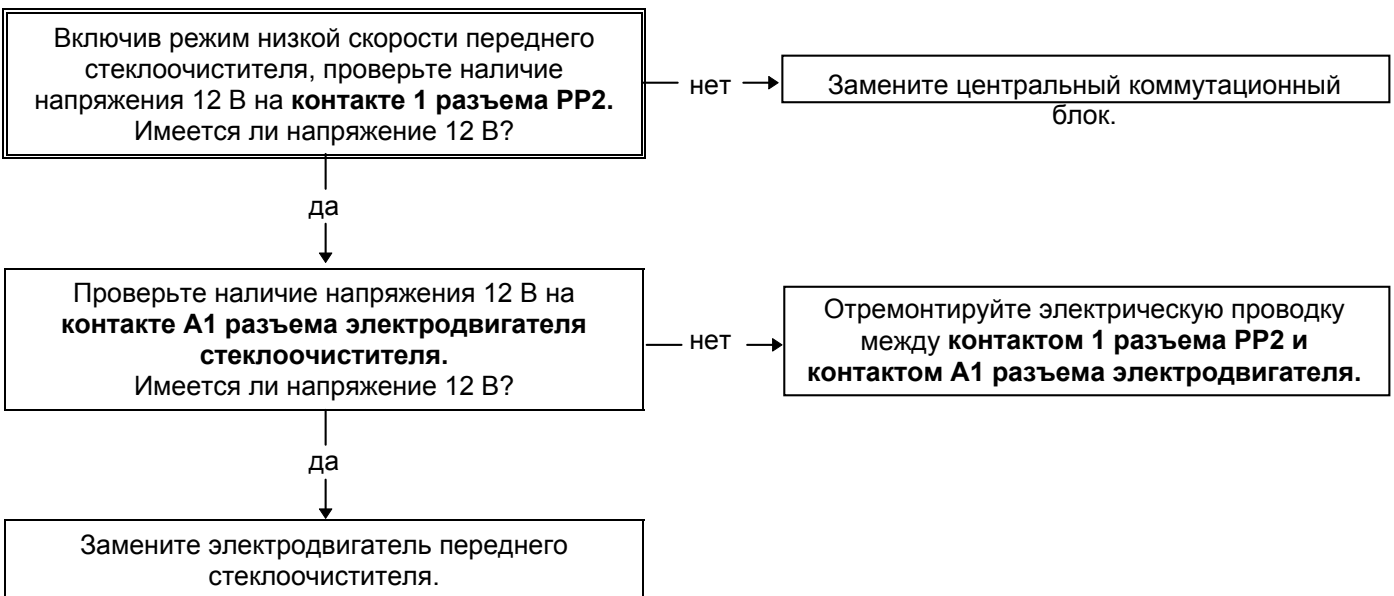 Включив режим низкой скорости переднего
стеклоочистителя, проверьте наличие
напряжения 12 В на контакте 1 разъема PP2.
Имеется ли напряжение 12 В?
нет
Замените центральный коммутационный
блок.
да
Проверьте наличие напряжения 12 В на
контакте A1 разъема электродвигателя
стеклоочистителя.
Имеется ли напряжение 12 В?
нет
Отремонтируйте электрическую проводку
между контактом 1 разъема PP2 и
контактом A1 разъема электродвигателя.
да
Замените электродвигатель переднего
стеклоочистителя.